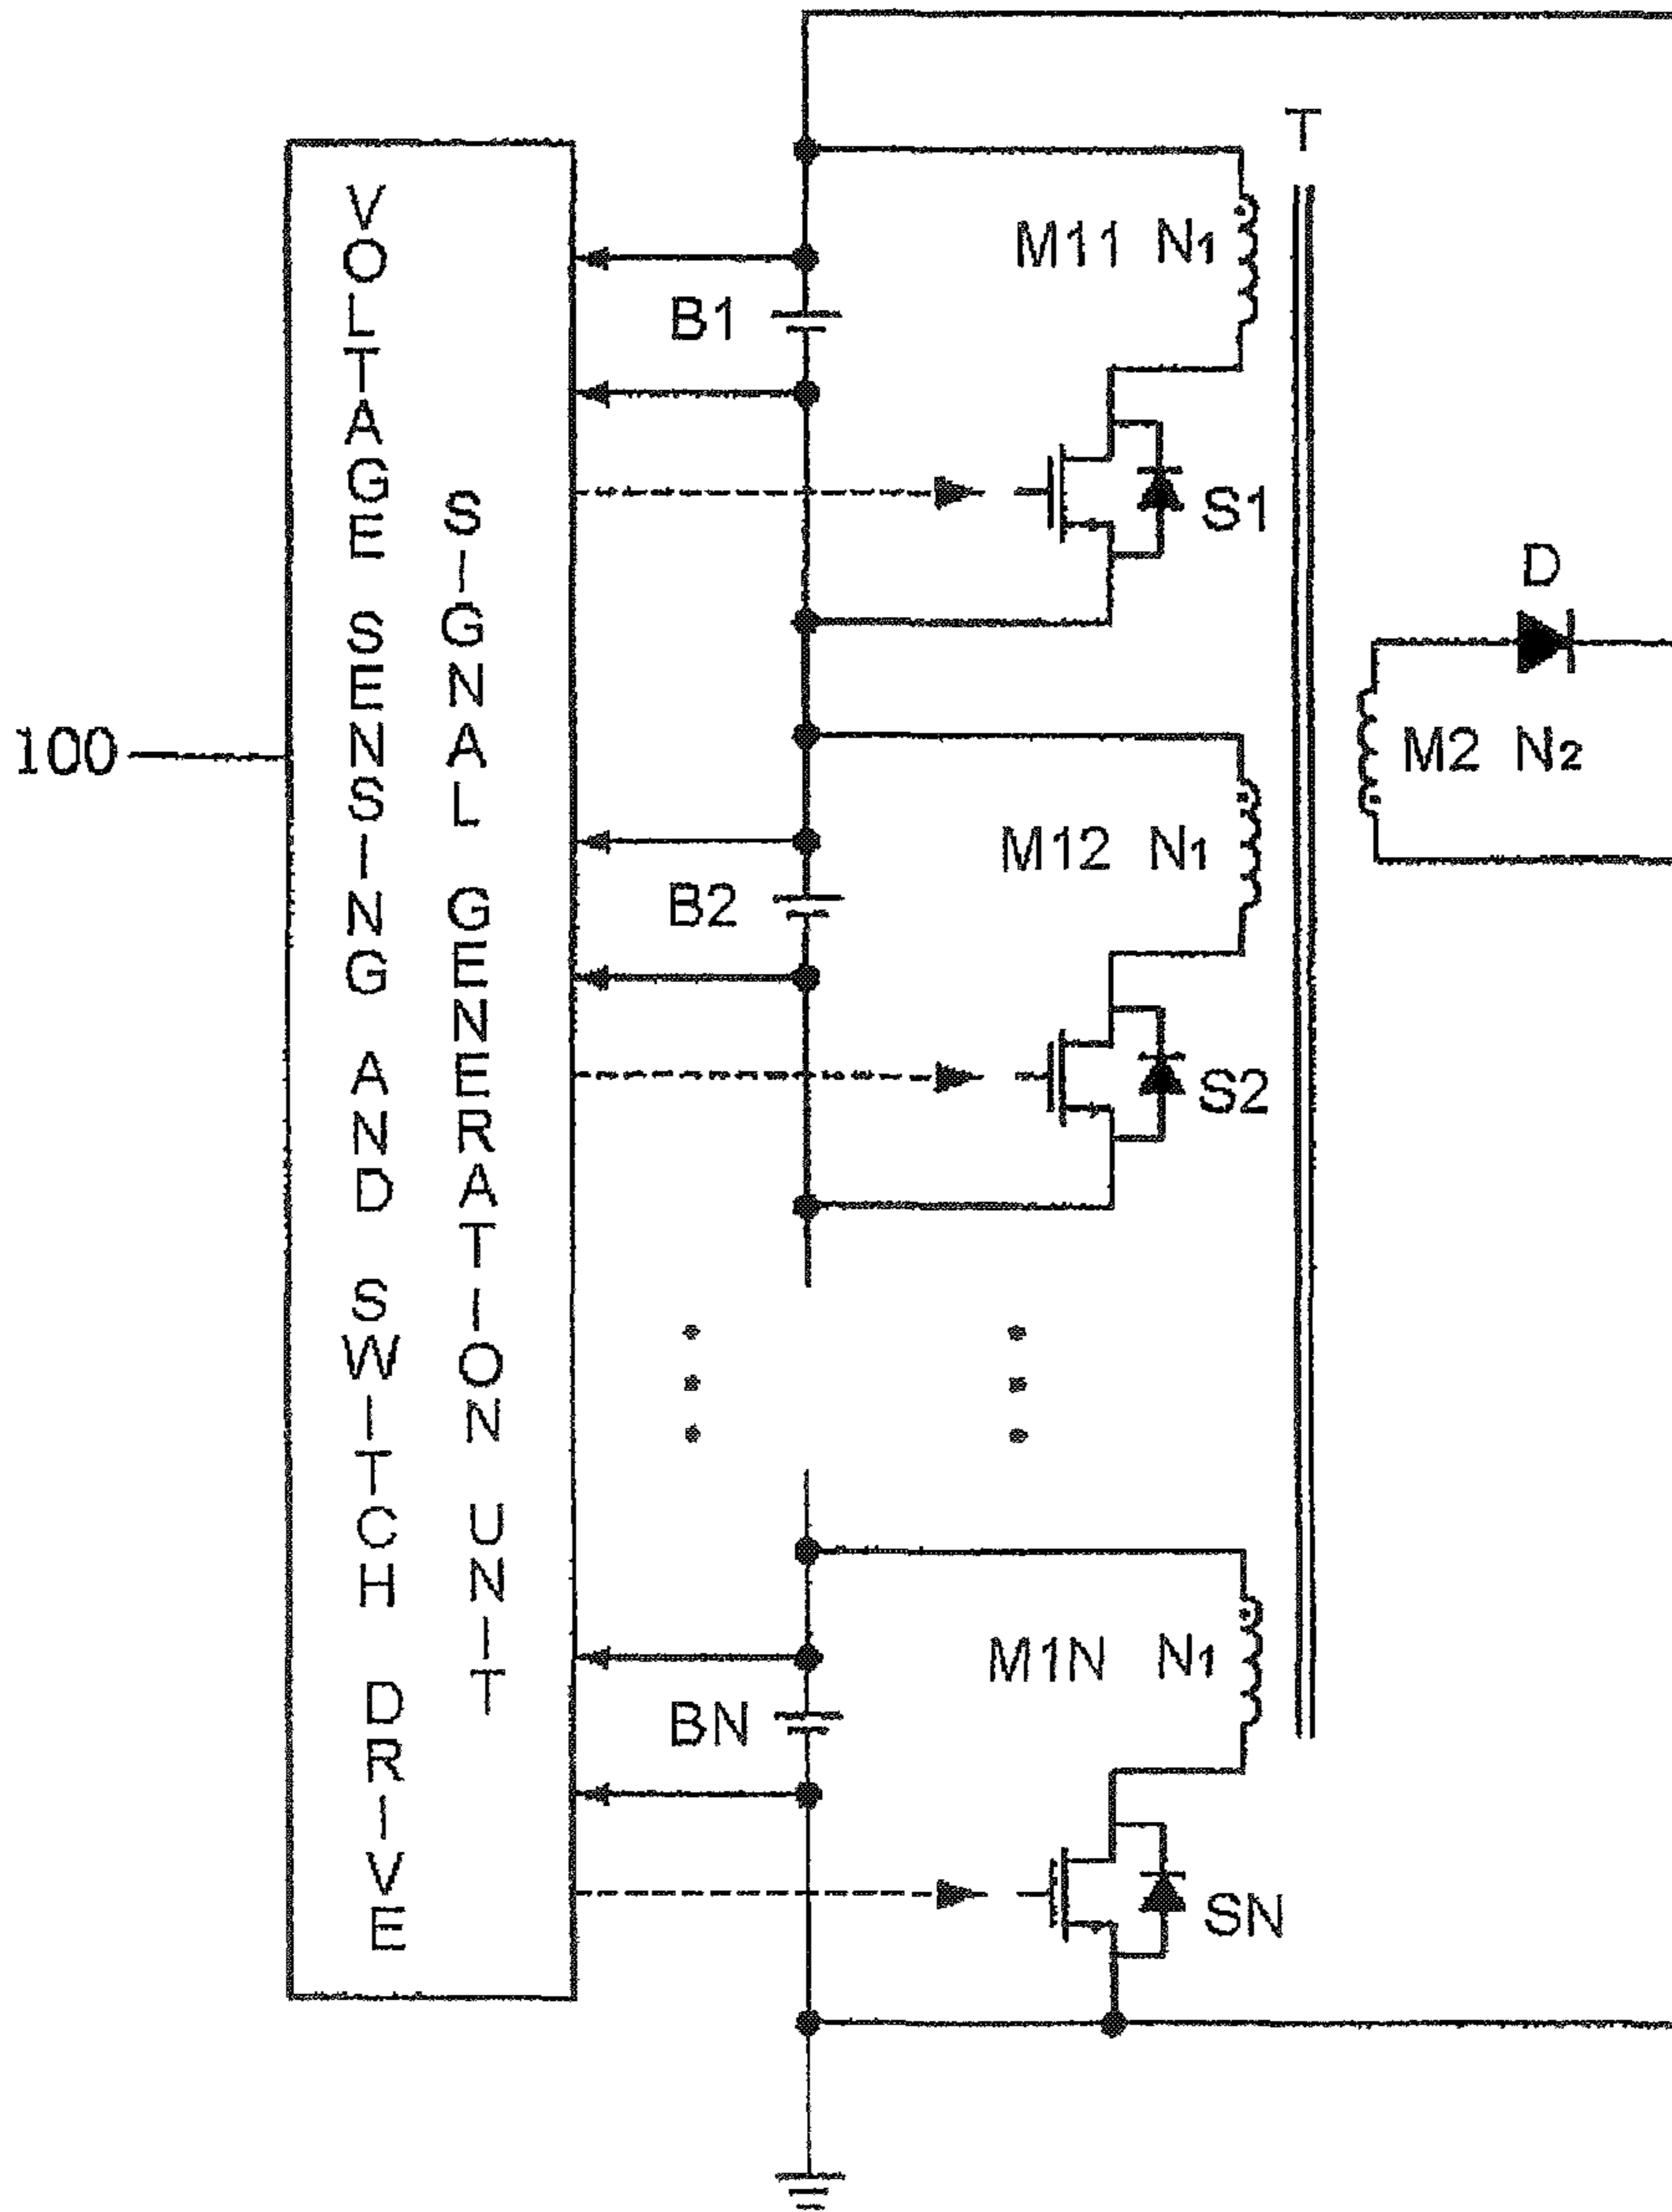 T
M11 N1
B1
S1
D
VOLTAGE SENSING AND SWITCH DRIVE
SIGNAL GENERATION UNIT
100
M2 N2
M12 N1
B2
S2
M1N N1
BN
SN